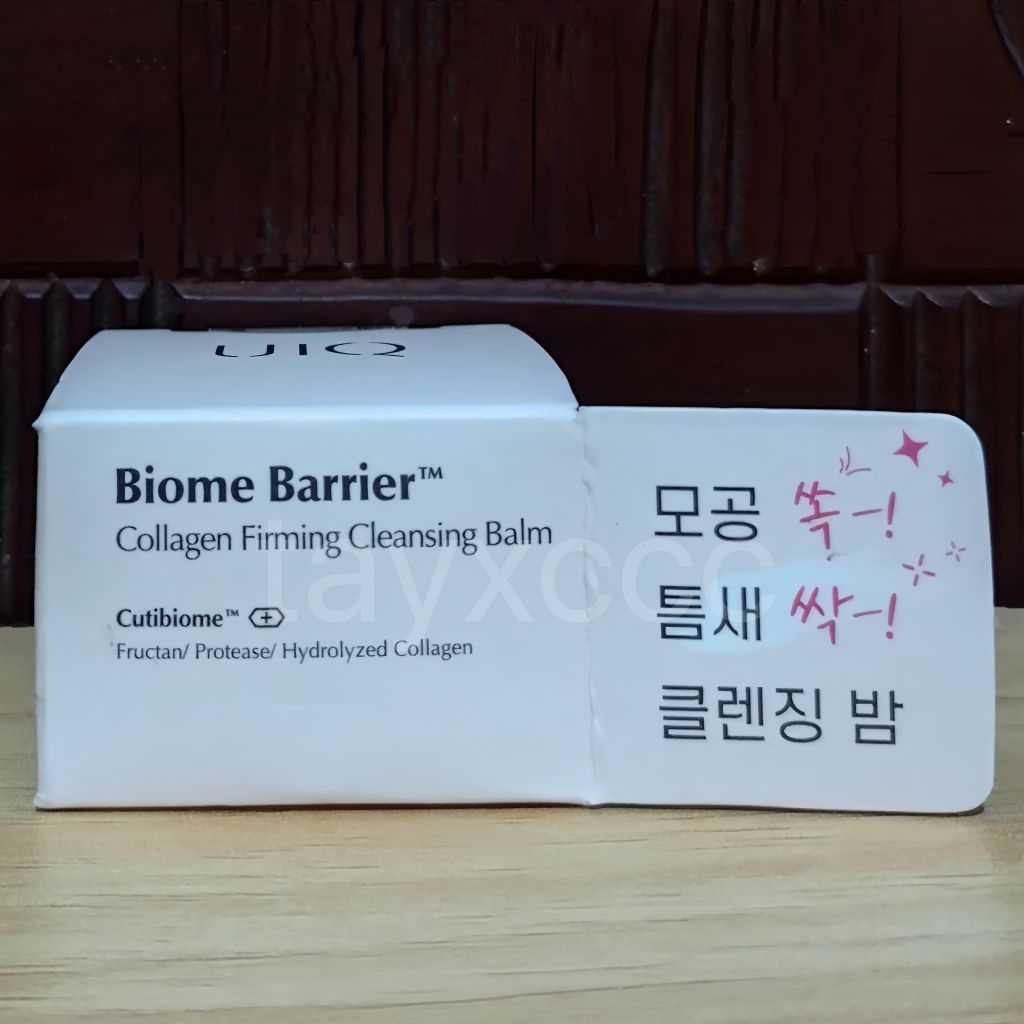 UIQ
Biome Barrier™
Collagen Firming Cleansing Balm
Cutibiome™
Fructan/ Protease/ Hydrolyzed Collagen
모공 쏙-!
틈새 싹-!
클렌징 밤
tayxccc